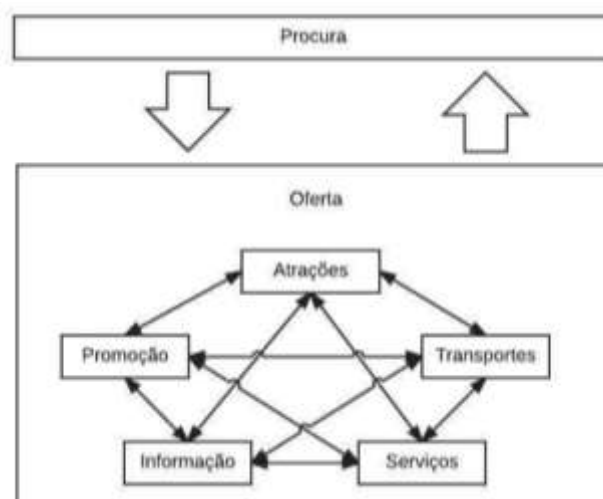 Procura
Oferta
Atrações
Promoção
Transportes
Informação
Serviços